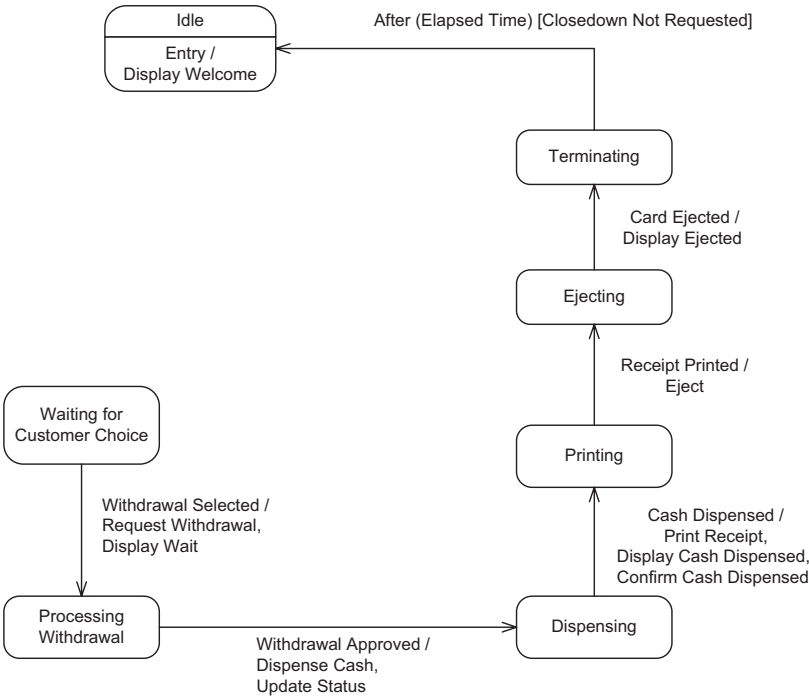 Idle
Entry /
Display Welcome
After (Elapsed Time) [Closedown Not Requested]
Terminating
Card Ejected /
Display Ejected
Ejecting
Receipt Printed /
Eject
Waiting for
Customer Choice
Printing
Withdrawal Selected /
Request Withdrawal,
Display Wait
Cash Dispensed /
Print Receipt,
Display Cash Dispensed,
Confirm Cash Dispensed
Processing
Withdrawal
Dispensing
Withdrawal Approved /
Dispense Cash,
Update Status